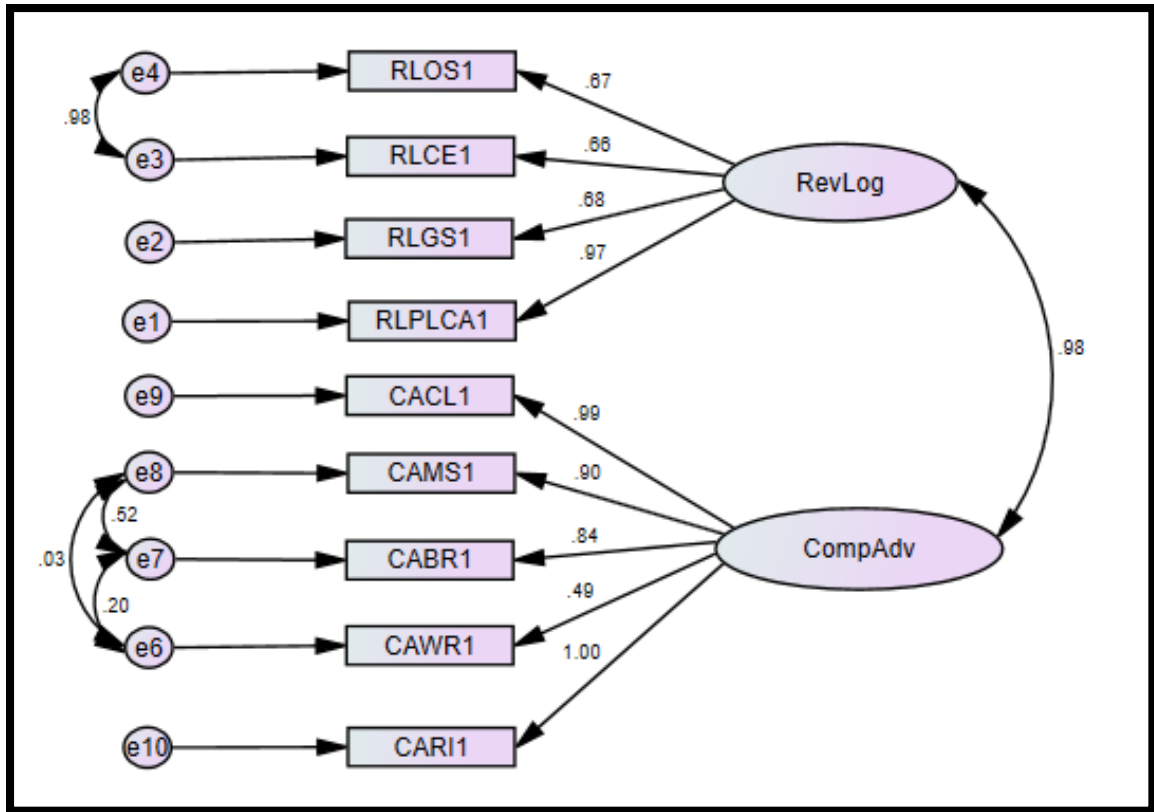 e4
RLOS1
.67
.98
e3
RLCE1
.66
RevLog
e2
RLGS1
.68
.97
e1
RLPLCA1
.98
e9
CACL1
.99
e8
CAMS1
.90
.52
.03
e7
CABR1
.84
CompAdv
.20
.49
e6
CAWR1
1.00
e10
CARI1